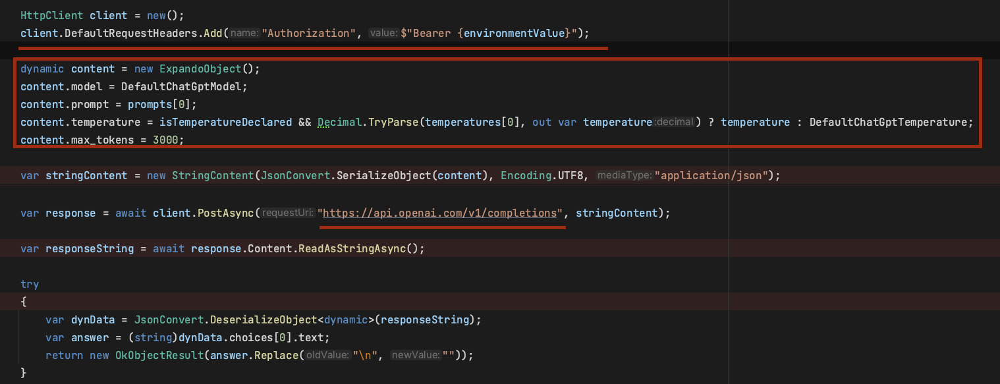 HttpClient client = new();
client.DefaultRequestHeaders.Add(name:"Authorization", value:$"Bearer {environmentValue}");
dynamic content = new ExpandoObject();
content.model = DefaultChatGptModel;
content.prompt = prompts[0];
content.temperature = isTemperatureDeclared && Decimal.TryParse(temperatures[0], out var temperature:decimal) ? temperature : DefaultChatGptTemperature;
content.max_tokens = 3000;
var stringContent = new StringContent(JsonConvert.SerializeObject(content), Encoding.UTF8, mediaType:"application/json");
var response = await client.PostAsync(requestUri:"https://api.openai.com/v1/completions", stringContent);
var responseString = await response.Content.ReadAsStringAsync();
try
{
var dynData = JsonConvert.DeserializeObject<dynamic>(responseString);
var answer = (string)dynData.choices[0].text;
return new OkObjectResult(answer.Replace(oldValue:"\n", newValue:""));
}